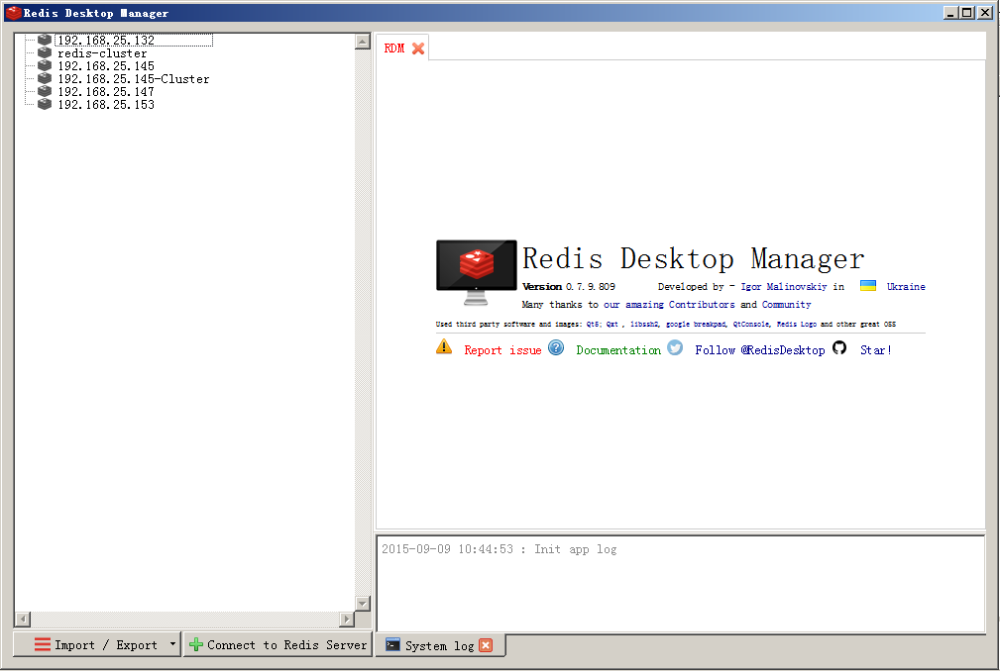 Redis Desktop Manager
192.168.25.132
redis-cluster
192.168.25.145
192.168.25.145-Cluster
192.168.25.147
192.168.25.153
RDM
Redis Desktop Manager
Version 0.7.9.809 Developed by - Igor Malinovskiy in Ukraine
Many thanks to our amazing Contributors and Community
Used third party software and images: Qt5; Qxt , libssh2, google breakpad, QtConsole, Redis Logo and other great OSS
Report issue Documentation Follow @RedisDesktop Star!
2015-09-09 10:44:53 : Init app log
Import / Export Connect to Redis Server System log